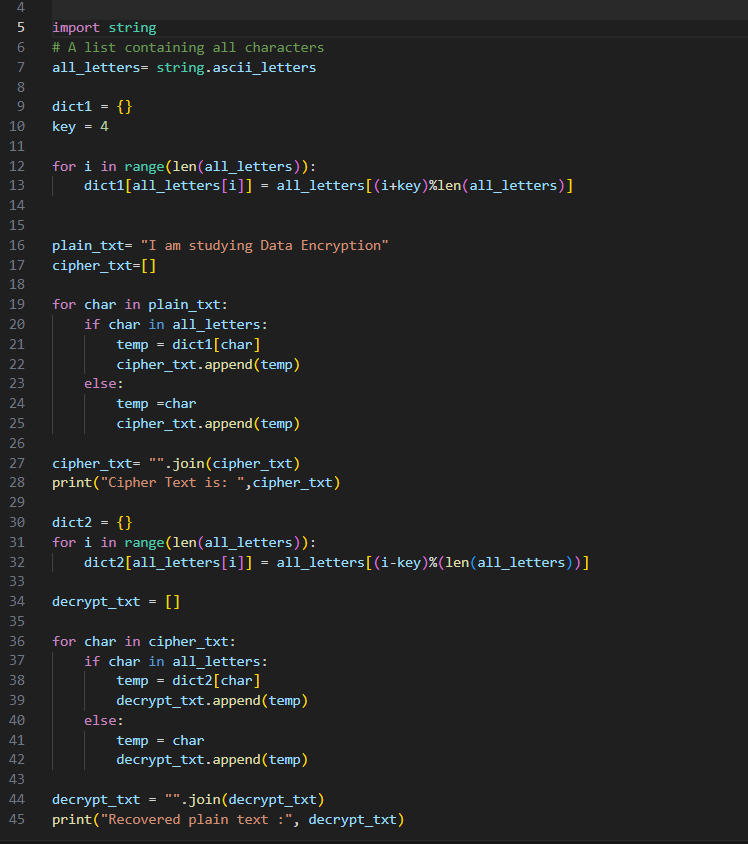 4
5 import string
6 # A list containing all characters
7 all_letters= string.ascii_letters
8
9 dict1 = {}
10 key = 4
11
12 for i in range(len(all_letters)):
13     dict1[all_letters[i]] = all_letters[(i+key)%len(all_letters)]
14
15
16 plain_txt= "I am studying Data Encryption"
17 cipher_txt=[]
18
19 for char in plain_txt:
20     if char in all_letters:
21         temp = dict1[char]
22         cipher_txt.append(temp)
23     else:
24         temp =char
25         cipher_txt.append(temp)
26
27 cipher_txt= "".join(cipher_txt)
28 print("Cipher Text is: ",cipher_txt)
29
30 dict2 = {}
31 for i in range(len(all_letters)):
32     dict2[all_letters[i]] = all_letters[(i-key)%(len(all_letters))]
33
34 decrypt_txt = []
35
36 for char in cipher_txt:
37     if char in all_letters:
38         temp = dict2[char]
39         decrypt_txt.append(temp)
40     else:
41         temp = char
42         decrypt_txt.append(temp)
43
44 decrypt_txt = "".join(decrypt_txt)
45 print("Recovered plain text :", decrypt_txt)